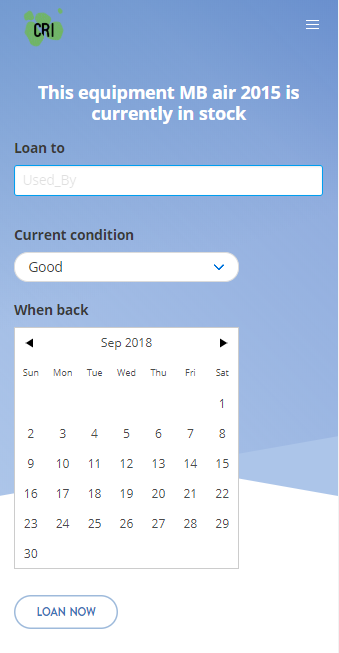 CRI
This equipment MB air 2015 is
currently in stock
Loan to
Used_By
Current condition
Good
When back
Sep 2018
Sun Mon Tue Wed Thu Fri Sat
1
2 3 4 5 6 7 8
9 10 11 12 13 14 15
16 17 18 19 20 21 22
23 24 25 26 27 28 29
30
LOAN NOW